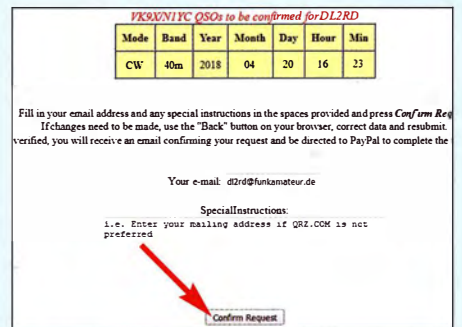 VK9X/N1YC QSOs to be confirmed for DL2RD
Mode Band Year Month Day Hour Min
CW 40m 2018 04 20 16 23
Fill in your email address and any special instructions in the spaces provided and press Confirm Req
If changes need to be made, use the "Back" button on your browser, correct data and resubmit.
verified, you will receive an email confirming your request and be directed to PayPal to complete the
Your e-mail: dl2rd@funkamateur.de
SpecialInstructions:
i.e. Enter your mailing address if QRZ.COM is not
preferred
Confirm Request